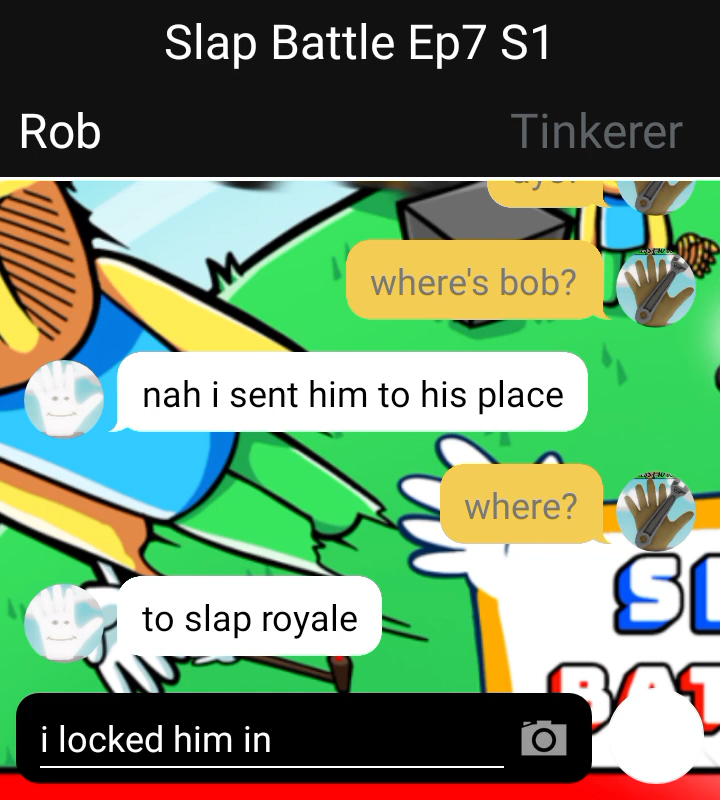 Slap Battle Ep7 S1
Rob
Tinkerer
where's bob?
nah i sent him to his place
where?
to slap royale
i locked him in